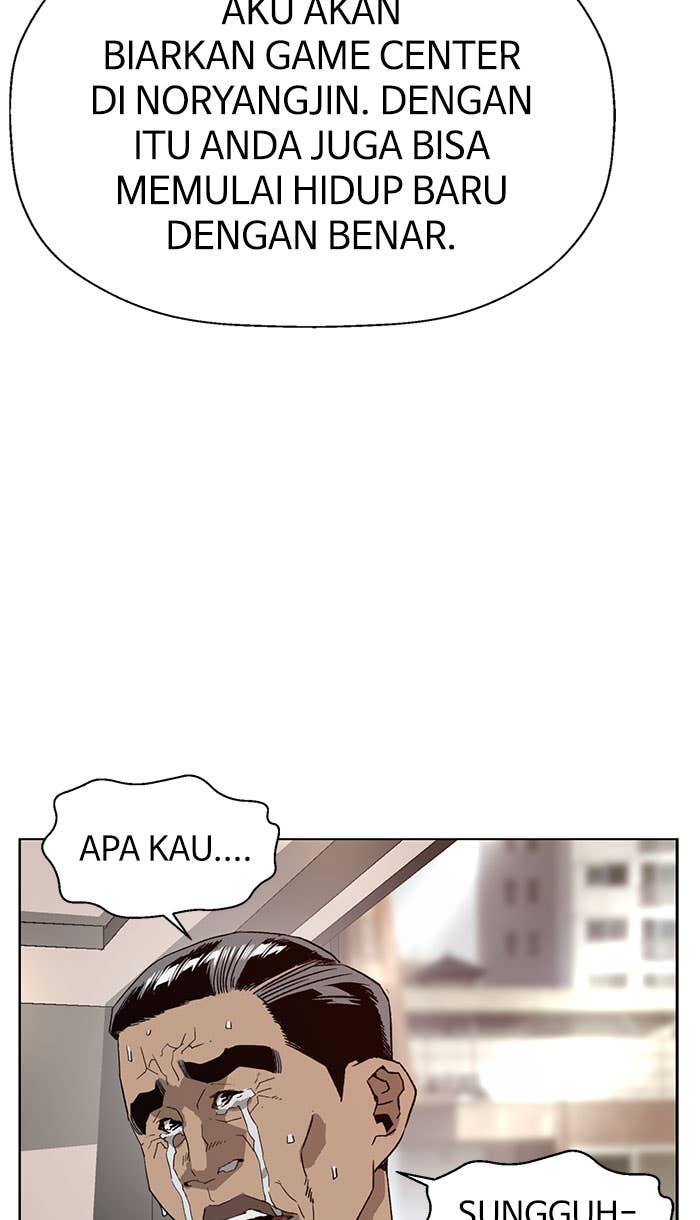 AKU AKAN
BIARKAN GAME CENTER
DI NORYANGJIN. DENGAN
ITU ANDA JUGA BISA
MEMULAI HIDUP BARU
DENGAN BENAR.
APA KAU....
SUNGGUH-